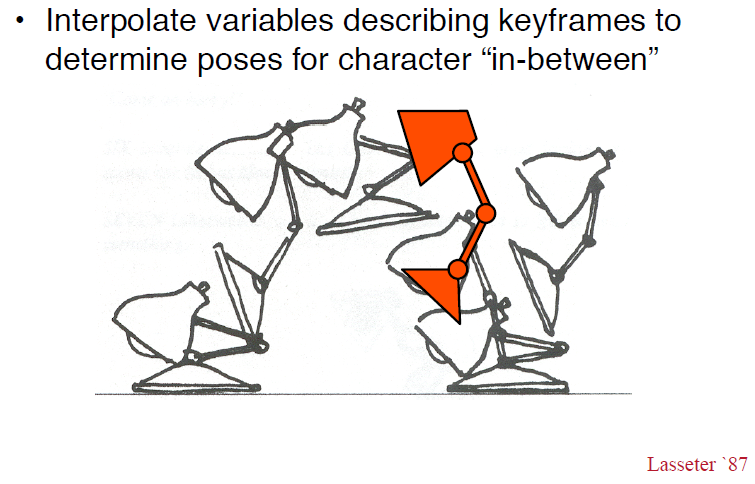 • Interpolate variables describing keyframes to
determine poses for character “in-between”
Lasseter `87